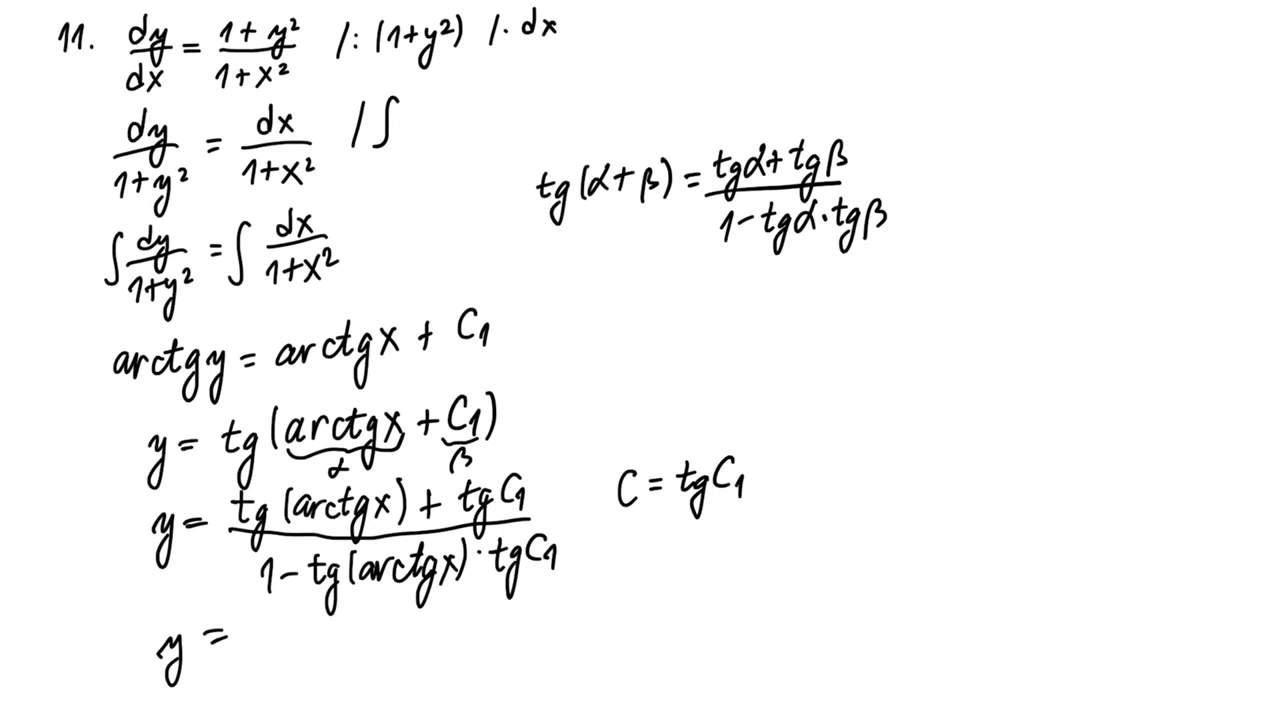 11. dy/dx = (1+y²)/(1+x²) /: (1+y²) /· dx
dy/(1+y²) = dx/(1+x²) /∫
tg(α+β) = (tgα+tgβ)/(1-tgα·tgβ)
∫dy/(1+y²) = ∫dx/(1+x²)
arctgy = arctgx + C₁
y = tg(arctgx + C₁)
α β
y = (tg(arctgx) + tgC₁)/(1-tg(arctgx)·tgC₁)
C = tgC₁
y =